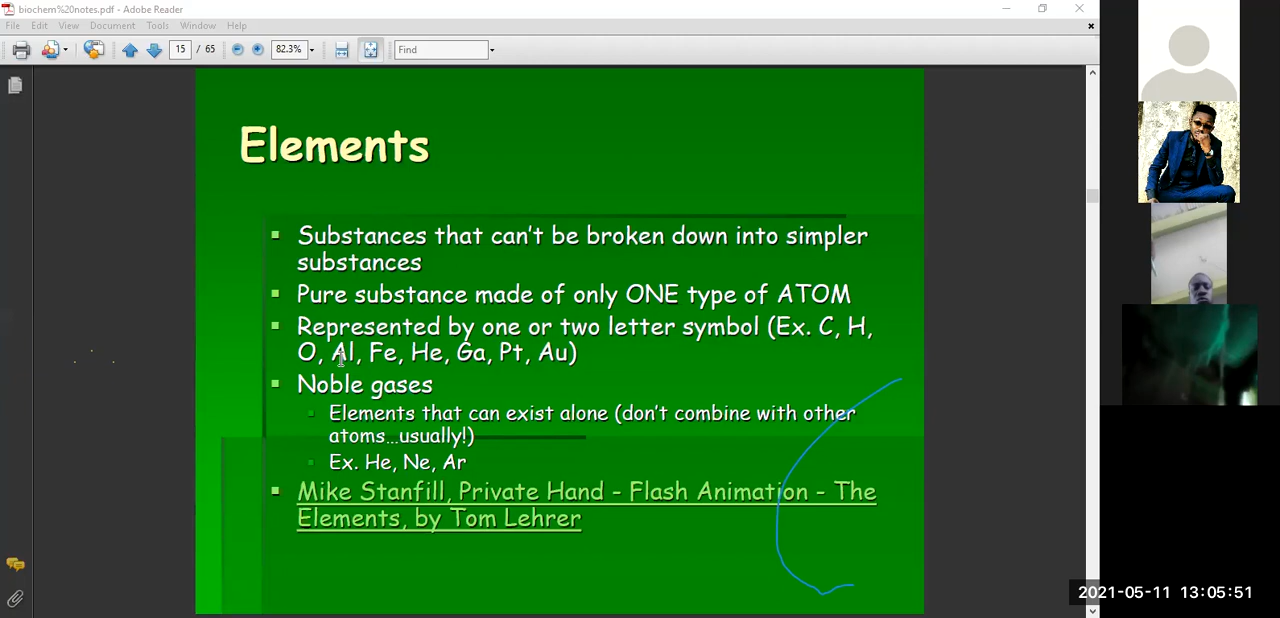 biochem%20notes.pdf - Adobe Reader
File Edit View Document Tools Window Help
15 / 65 82.3% Find
Elements
Substances that can't be broken down into simpler
substances
Pure substance made of only ONE type of ATOM
Represented by one or two letter symbol (Ex. C, H,
O, Al, Fe, He, Ga, Pt, Au)
Noble gases
Elements that can exist alone (don't combine with other
atoms...usually!)
Ex. He, Ne, Ar
Mike Stanfill, Private Hand - Flash Animation - The
Elements, by Tom Lehrer
2021-05-11 13:05:51